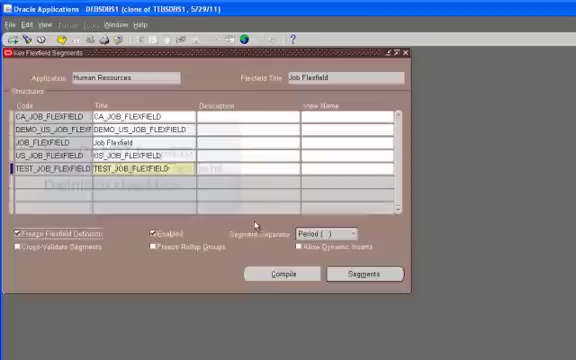 Oracle Applications - TEBSDBS1 (clone of TEBSDBS1, 5/29/11)
File Edit View Tools Window Help
Key Flexfield Segments
Application Human Resources Flexfield Title Job Flexfield
Structures
Code Title Description View Name
CA_JOB_FLEXFIELD CA_JOB_FLEXFIELD
DEMO_US_JOB_FLEXF DEMO_US_JOB_FLEXFIELD
JOB_FLEXFIELD Job Flexfield
US_JOB_FLEXFIELD US_JOB_FLEXFIELD
TEST_JOB_FLEXFIELD TEST_JOB_FLEXFIELD
Freeze Flexfield Definition Enabled Segment Separator Period ( )
Cross-Validate Segments Freeze Rollup Groups Allow Dynamic Inserts
Compile Segments